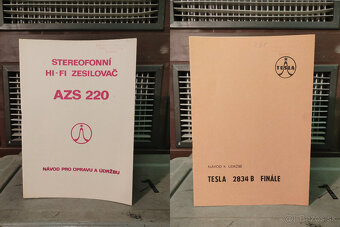 STEREOFONNÍ
HI-FI ZESILOVAČ
AZS 220
NÁVOD PRO OPRAVU A ÚDRŽBU
TESLA
NÁVOD K ÚDRŽBĚ
TESLA 2834 B FINÁLE